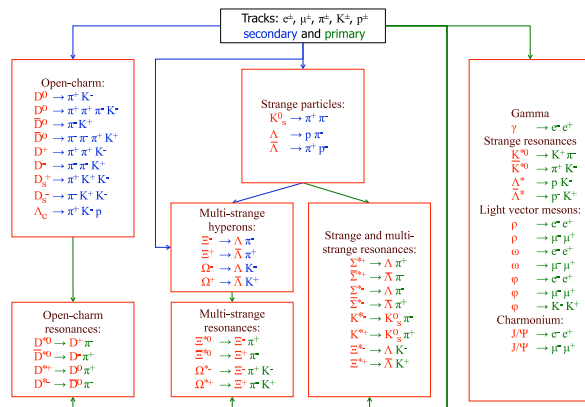 Tracks: e±, μ±, π±, K±, p±
secondary and primary
Open-charm:
D⁰ → π⁺ K⁻
D⁰ → π⁺ π⁺ π⁻ K⁻
D̅⁰ → π⁻ K⁺
D̅⁰ → π⁻ π⁻ π⁺ K⁺
D⁺ → π⁺ π⁺ K⁻
D⁻ → π⁻ π⁻ K⁺
Dₛ⁺ → π⁺ K⁺ K⁻
Dₛ⁻ → π⁻ K⁺ K⁻
Λ_c → π⁺ K⁻ p
Strange particles:
K⁰ₛ → π⁺ π⁻
Λ → p π⁻
Λ̅ → π⁺ p⁻
Gamma
γ → e⁻ e⁺
Strange resonances
K*⁰ → K⁺ π⁻
K̅*⁰ → π⁺ K⁻
Λ* → p K⁻
Λ̅* → p⁻ K⁺
Light vector mesons:
ρ → e⁻ e⁺
ρ → μ⁻ μ⁺
ω → e⁻ e⁺
ω → μ⁻ μ⁺
φ → e⁻ e⁺
φ → μ⁻ μ⁺
φ → K⁻ K⁺
Charmonium:
J/Ψ → e⁻ e⁺
J/Ψ → μ⁻ μ⁺
Multi-strange
hyperons:
Ξ⁻ → Λ π⁻
Ξ⁺ → Λ̅ π⁺
Ω⁻ → Λ K⁻
Ω⁺ → Λ̅ K⁺
Strange and multi-
strange resonances:
Σ*⁺ → Λ π⁺
Σ̅*⁺ → Λ̅ π⁻
Σ*⁻ → Λ π⁻
Σ̅*⁻ → Λ̅ π⁺
K*⁻ → K⁰ₛ π⁻
K*⁺ → K⁰ₛ π⁺
Ξ*⁻ → Λ K⁻
Ξ*⁺ → Λ̅ K⁺
Open-charm
resonances:
D*⁰ → D⁺ π⁻
D̅*⁰ → D⁻ π⁺
D*⁺ → D⁰ π⁺
D*⁻ → D̅⁰ π⁻
Multi-strange
resonances:
Ξ*⁰ → Ξ⁻ π⁺
Ξ̅*⁰ → Ξ⁺ π⁻
Ω*⁻ → Ξ⁻ π⁺ K⁻
Ω*⁺ → Ξ⁺ π⁻ K⁺